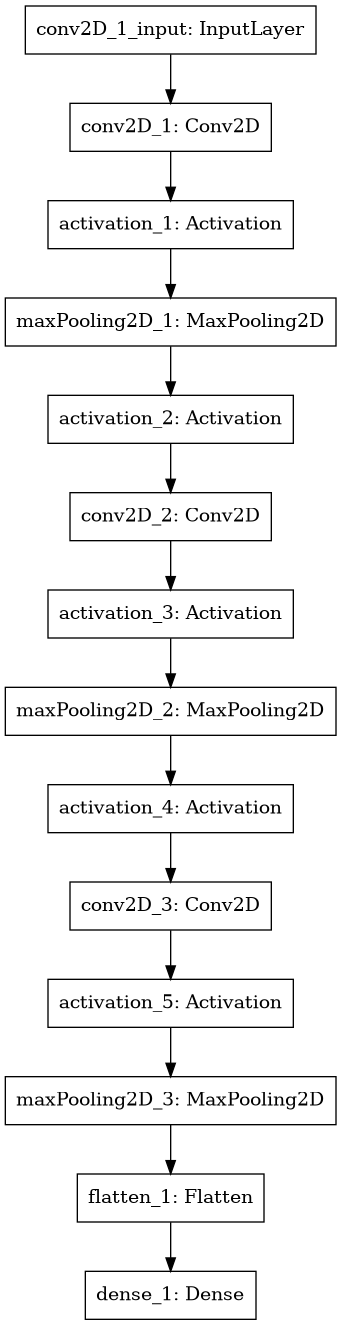 conv2D_1_input: InputLayer
conv2D_1: Conv2D
activation_1: Activation
maxPooling2D_1: MaxPooling2D
activation_2: Activation
conv2D_2: Conv2D
activation_3: Activation
maxPooling2D_2: MaxPooling2D
activation_4: Activation
conv2D_3: Conv2D
activation_5: Activation
maxPooling2D_3: MaxPooling2D
flatten_1: Flatten
dense_1: Dense